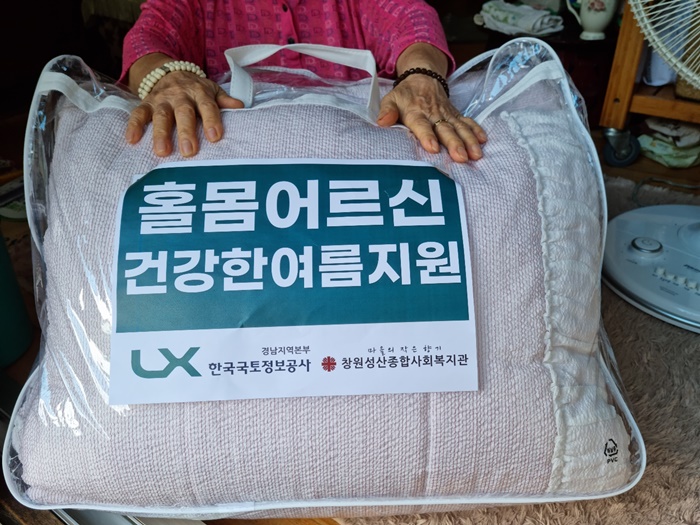 홀몸어르신
건강한여름지원
경남지역본부
LX 한국국토정보공사
마들의 작은 향기
창원성산종합사회복지관
PVC